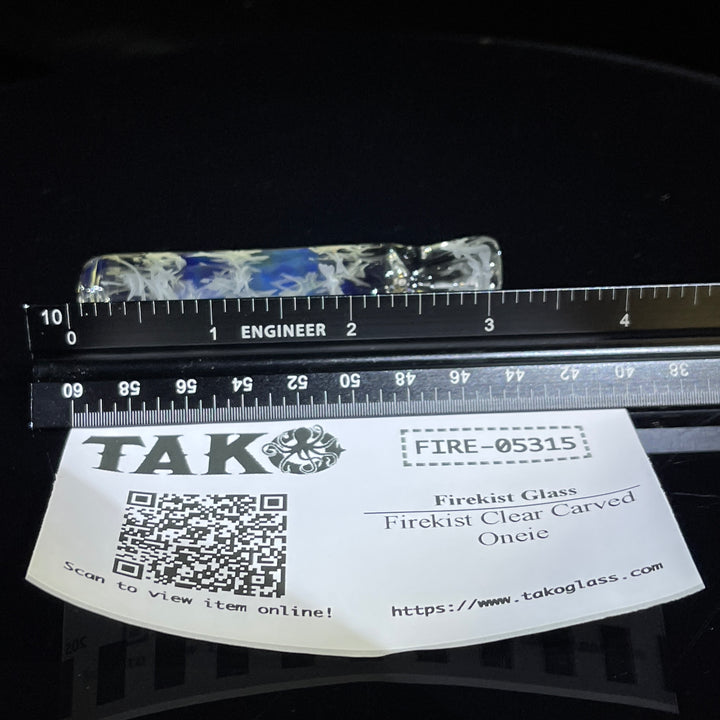 10
0 1 ENGINEER 2 3 4
60 58 56 54 52 50 48 46 44 42 40 38
TAKO
FIRE-05315
Firekist Glass
Firekist Clear Carved
Oneie
Scan to view item online!
https://www.takoglass.com